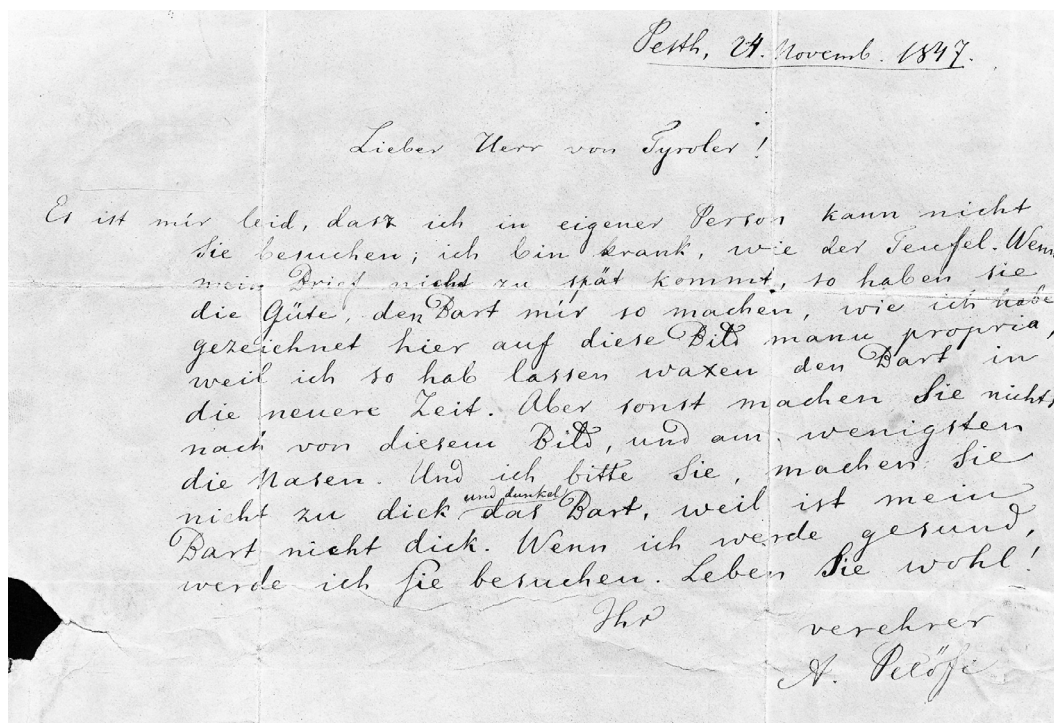 Pesth, 24. Novemb. 1847.
Lieber Herr von Tyroler!
Es ist mir leid, dasz ich in eigener Person kann nicht
Sie besuchen; ich bin krank, wie der Teufel. Wenn
mein Brief nicht zu spät kommt, so haben sie
die Güte, den Bart mir so machen, wie ich habe
gezeichnet hier auf diese Bild manu propria,
weil ich so hab lassen waxen den Bart in
die neuere Zeit. Aber sonst machen Sie nichts
nach von diesem Bild, und am wenigsten
die Nasen. Und ich bitte Sie, machen Sie
und dunkel
nicht zu dick das Bart, weil ist mein
Bart nicht dick. Wenn ich werde gesund,
werde ich Sie besuchen. Leben Sie wohl!
Ihr verehrer
A. Petőfi